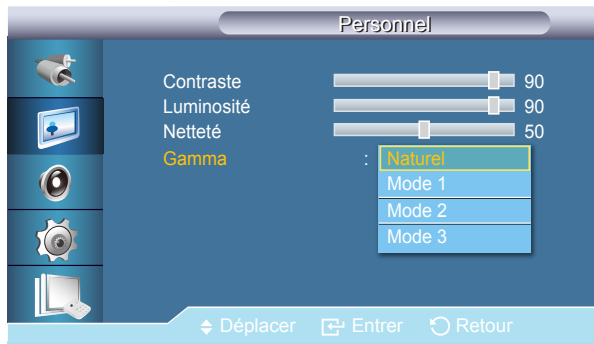 Personnel
Contraste 90
Luminosité 90
Netteté 50
Gamma : Naturel
Mode 1
Mode 2
Mode 3
Déplacer Entrer Retour